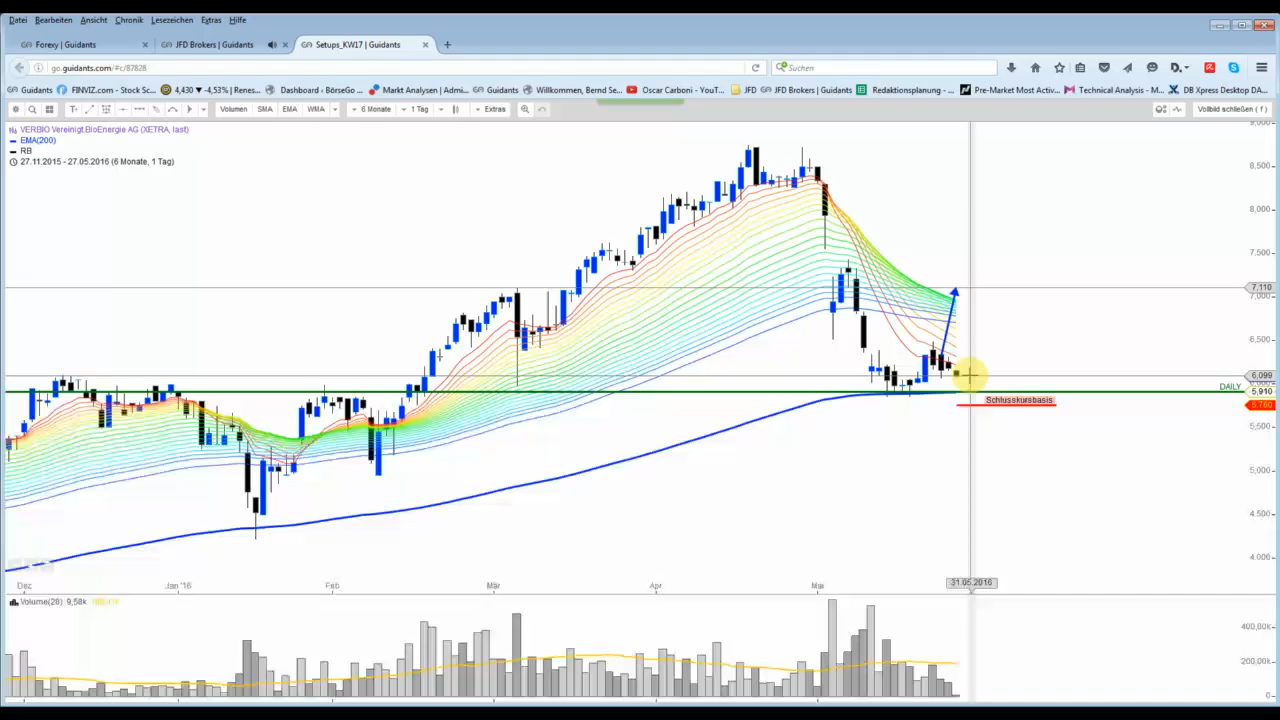 Datei Bearbeiten Ansicht Chronik Lesezeichen Extras Hilfe
Forexy | Guidants × JFD Brokers | Guidants × Setups_KW17 | Guidants × +
go.guidants.com/#c/87828 Suchen
Guidants FINVIZ.com - Stock Sc... 4,430 ▾ -4,53% | Renes... Dashboard - BörseGo ... Markt Analysen | Admi... Guidants Willkommen, Bernd Se... Oscar Carboni - YouT... JFD JFD Brokers | Guidants Redaktionsplanung - ... Pre-Market Most Activ... Technical Analysis - M... DB Xpress Desktop DA...
Volumen SMA EMA WMA 6 Monate 1 Tag Extras Vollbild schließen ( f )
VERBIO Vereinigt BioEnergie AG (XETRA, last)
EMA(200)
RB
27.11.2015 - 27.05.2016 (6 Monate, 1 Tag)
9,000
8,500
8,000
7,500
7,110
7,000
6,500
6,099
DAILY
5,910
Schlusskursbasis
5,760
5,500
5,000
4,500
4,000
Dez Jan '16 Feb Mär Apr Mai 31.05.2016
Volume(28) 9,58k
400,00k
200,00k
0